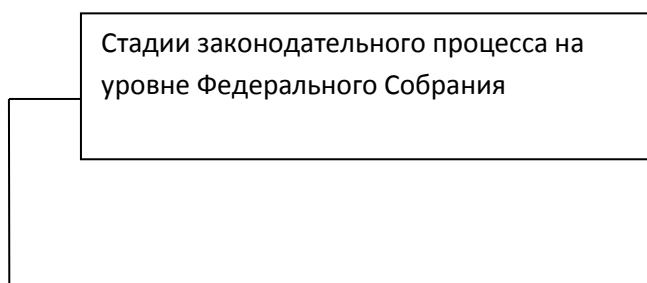 Стадии законодательного процесса на
уровне Федерального Собрания